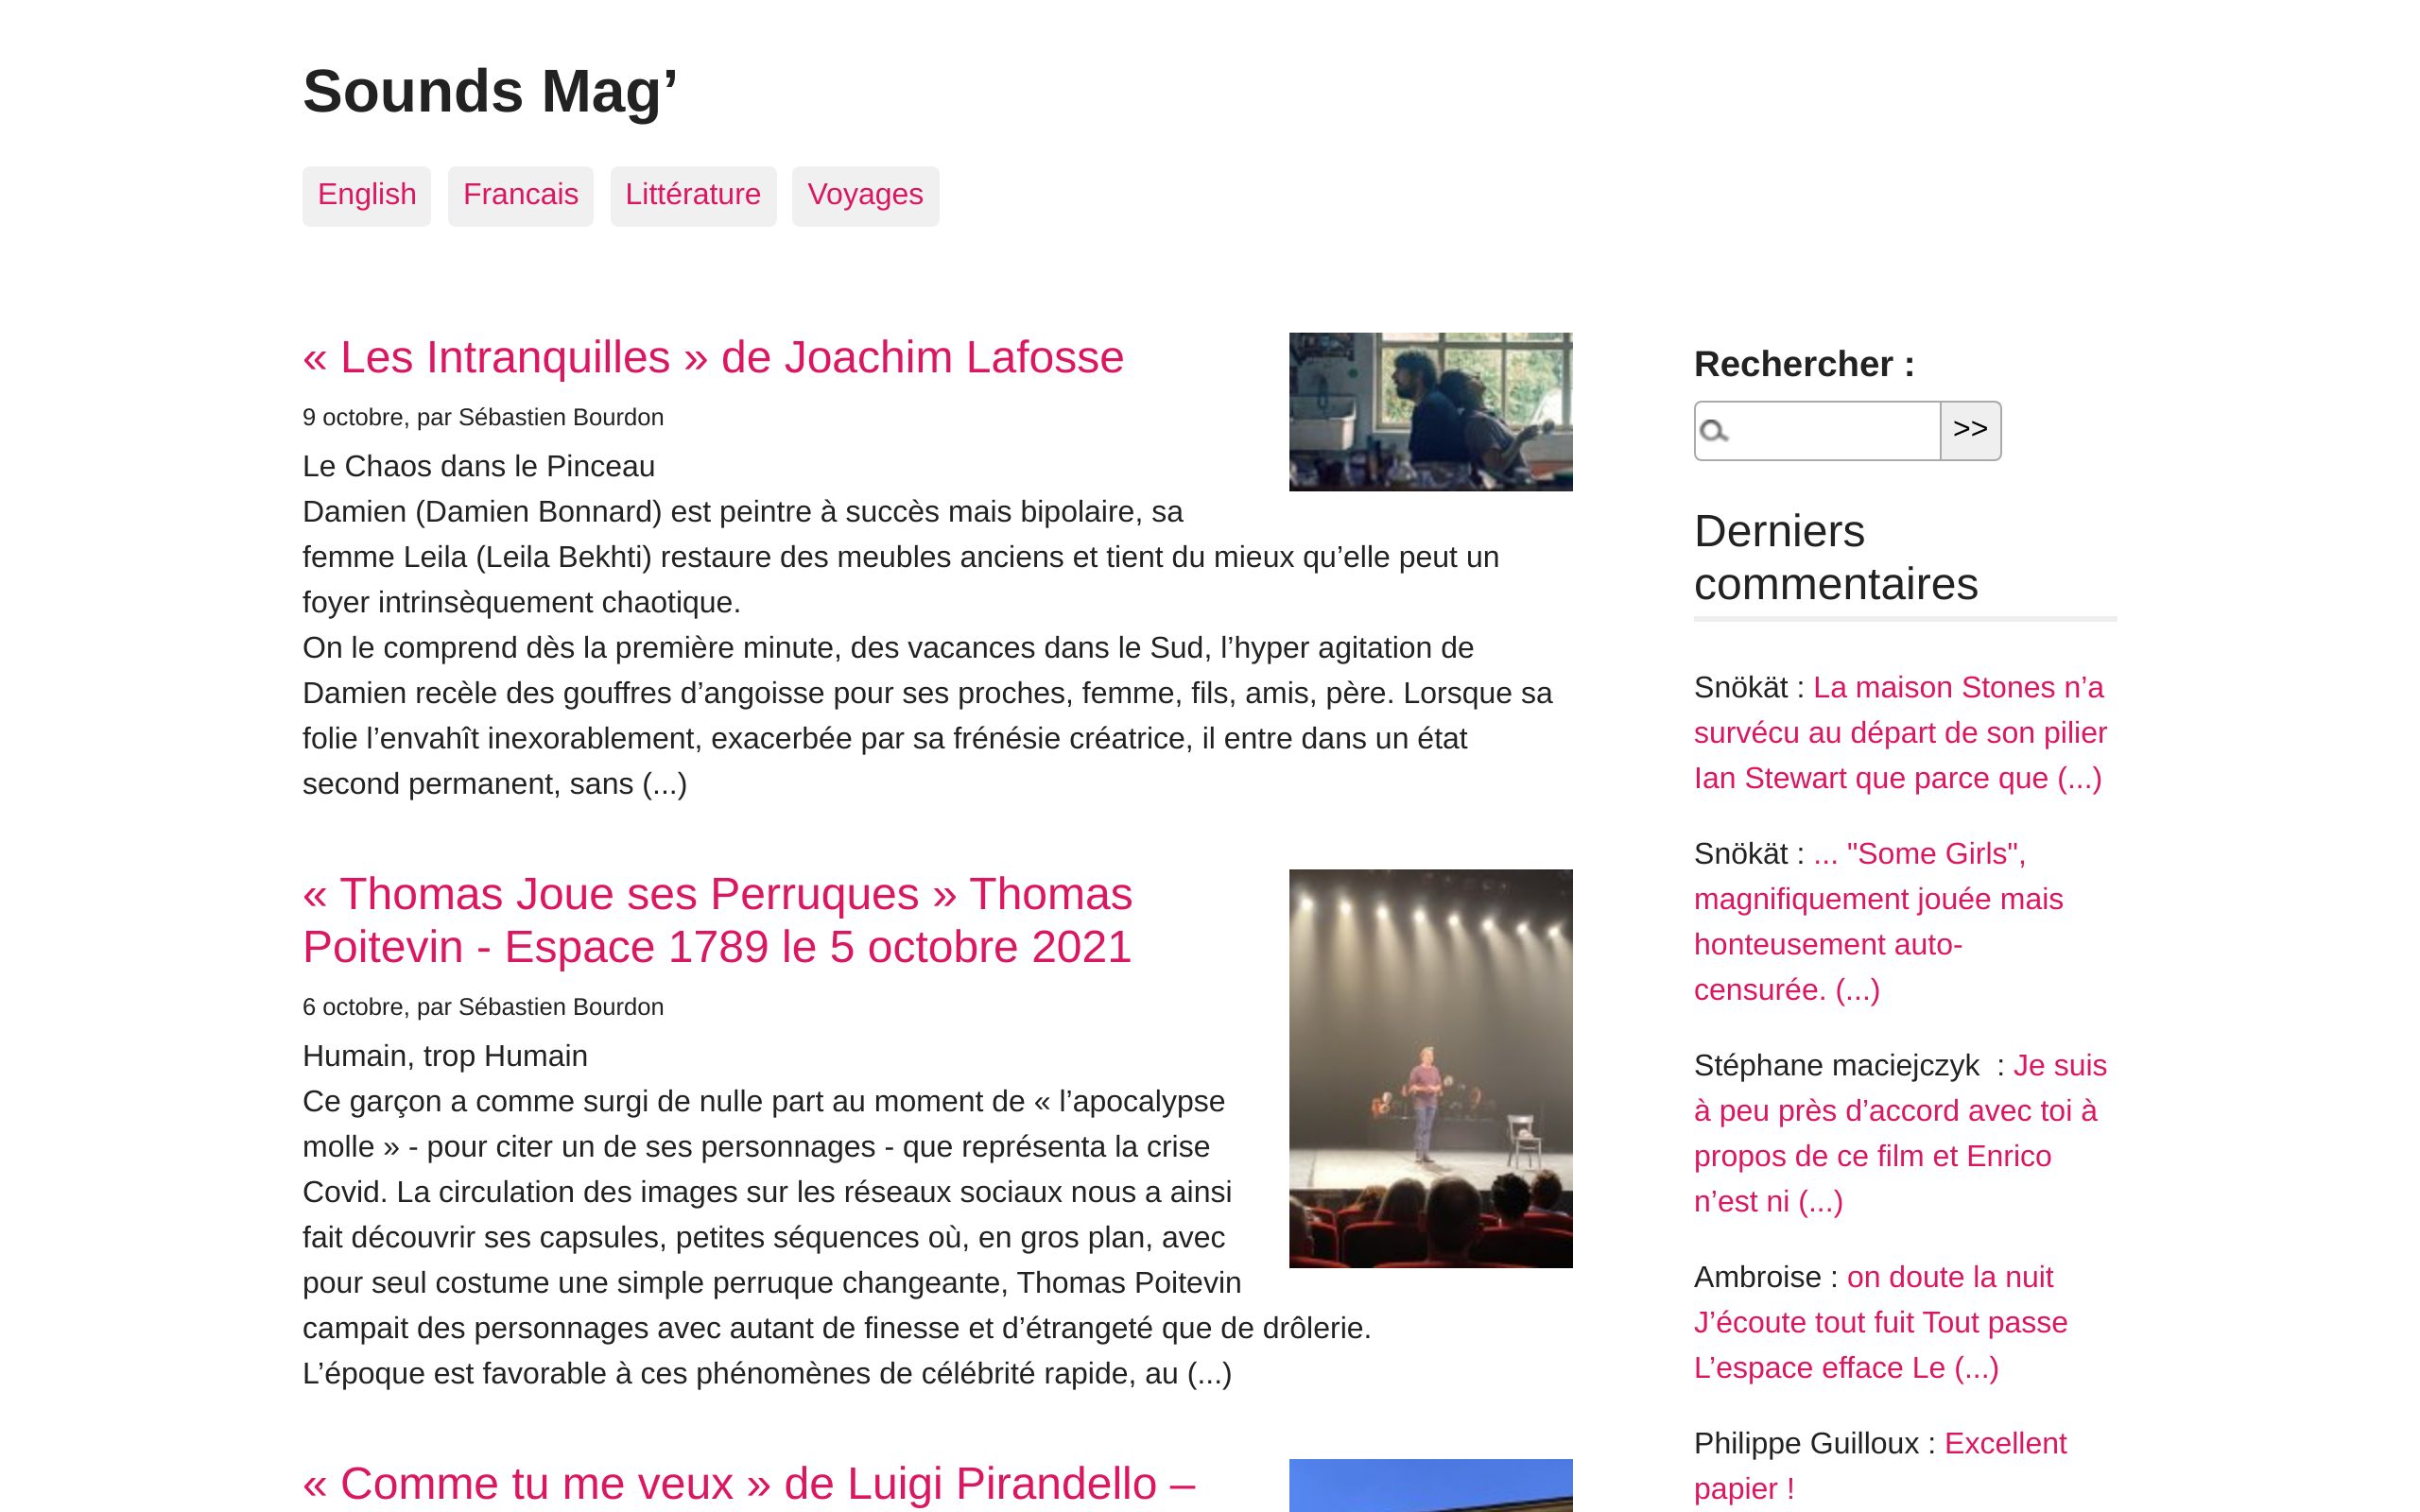 Sounds Mag’
English
Francais
Littérature
Voyages
« Les Intranquilles » de Joachim Lafosse
9 octobre, par Sébastien Bourdon
Le Chaos dans le Pinceau
Damien (Damien Bonnard) est peintre à succès mais bipolaire, sa
femme Leila (Leila Bekhti) restaure des meubles anciens et tient du mieux qu’elle peut un
foyer intrinsèquement chaotique.
On le comprend dès la première minute, des vacances dans le Sud, l’hyper agitation de
Damien recèle des gouffres d’angoisse pour ses proches, femme, fils, amis, père. Lorsque sa
folie l’envahît inexorablement, exacerbée par sa frénésie créatrice, il entre dans un état
second permanent, sans (...)
« Thomas Joue ses Perruques » Thomas
Poitevin - Espace 1789 le 5 octobre 2021
6 octobre, par Sébastien Bourdon
Humain, trop Humain
Ce garçon a comme surgi de nulle part au moment de « l’apocalypse
molle » - pour citer un de ses personnages - que représenta la crise
Covid. La circulation des images sur les réseaux sociaux nous a ainsi
fait découvrir ses capsules, petites séquences où, en gros plan, avec
pour seul costume une simple perruque changeante, Thomas Poitevin
campait des personnages avec autant de finesse et d’étrangeté que de drôlerie.
L’époque est favorable à ces phénomènes de célébrité rapide, au (...)
« Comme tu me veux » de Luigi Pirandello –
Rechercher :
>>
Derniers
commentaires
Snökät : La maison Stones n’a
survécu au départ de son pilier
Ian Stewart que parce que (...)
Snökät : ... "Some Girls",
magnifiquement jouée mais
honteusement auto-
censurée. (...)
Stéphane maciejczyk  : Je suis
à peu près d’accord avec toi à
propos de ce film et Enrico
n’est ni (...)
Ambroise : on doute la nuit
J’écoute tout fuit Tout passe
L’espace efface Le (...)
Philippe Guilloux : Excellent
papier !